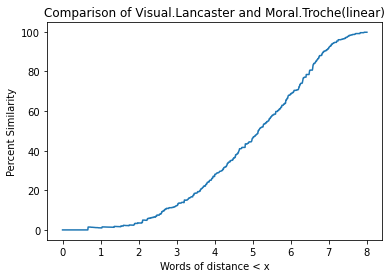 Comparison of Visual.Lancaster and Moral.Troche(linear)
100
80
60
40
20
0
Percent Similarity
0 1 2 3 4 5 6 7 8
Words of distance < x